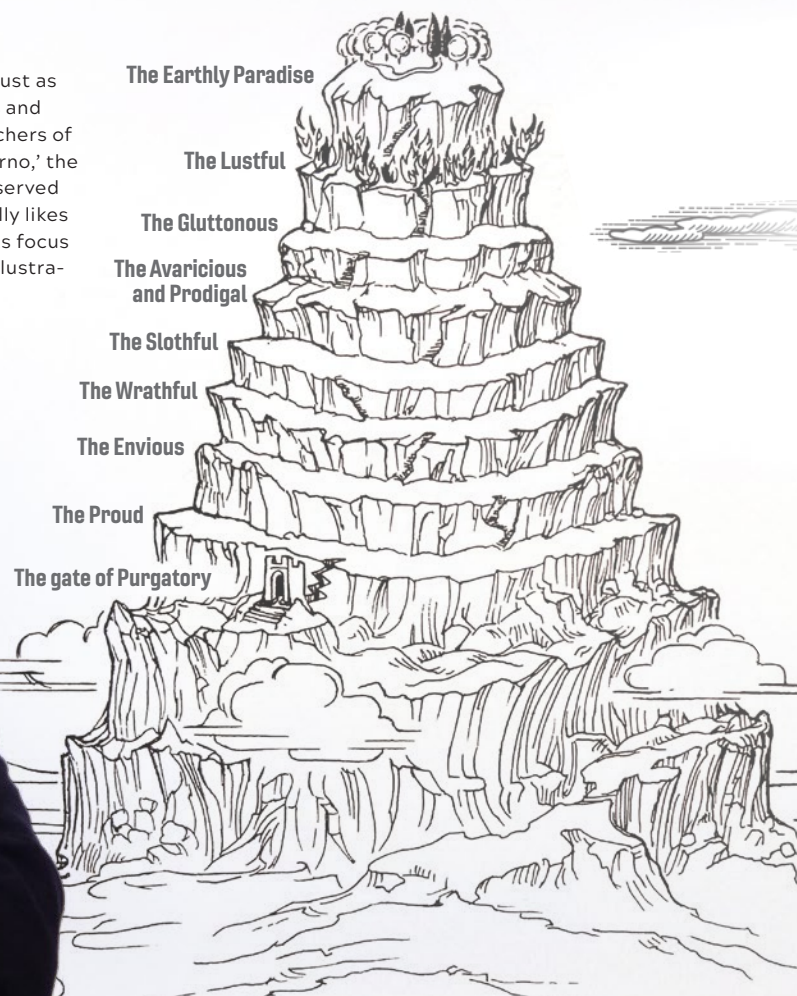 ust as
and
chers of
rno,’ the
served
lly likes
s focus
lustra-
The Earthly Paradise
The Lustful
The Gluttonous
The Avaricious
and Prodigal
The Slothful
The Wrathful
The Envious
The Proud
The gate of Purgatory